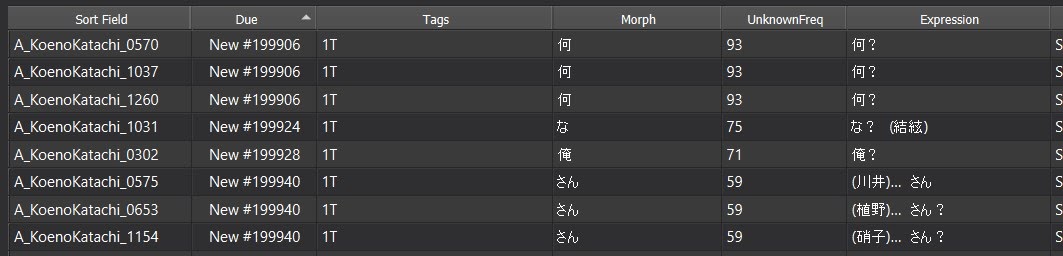 Sort Field Due Tags Morph UnknownFreq Expression
A_KoenoKatachi_0570 New #199906 1T 何 93 何？ S
A_KoenoKatachi_1037 New #199906 1T 何 93 何？ S
A_KoenoKatachi_1260 New #199906 1T 何 93 何？ S
A_KoenoKatachi_1031 New #199924 1T な 75 な？ (結絃) S
A_KoenoKatachi_0302 New #199928 1T 俺 71 俺？ S
A_KoenoKatachi_0575 New #199940 1T さん 59 (川井)… さん S
A_KoenoKatachi_0653 New #199940 1T さん 59 (植野)… さん？ S
A_KoenoKatachi_1154 New #199940 1T さん 59 (硝子)… さん？ S